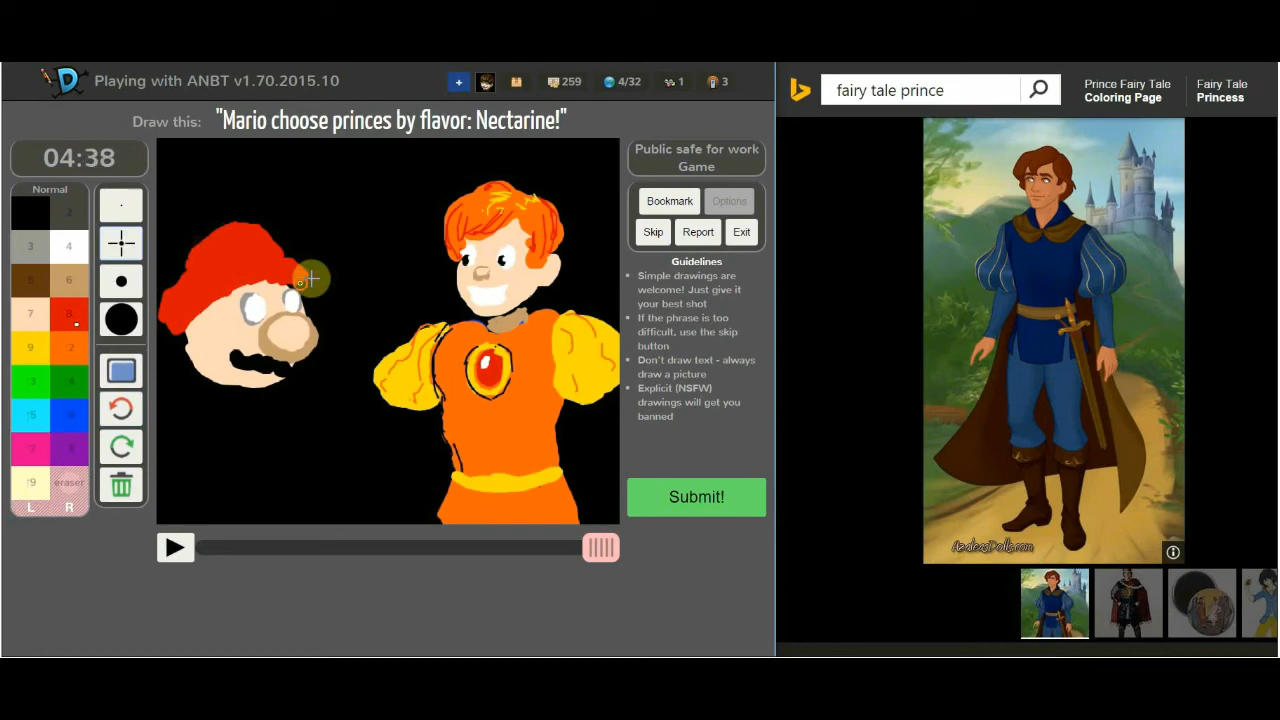 Playing with ANBT v1.70.2015.10
+
259
4/32
1
3
Draw this: "Mario choose princes by flavor: Nectarine!"
04:38
Normal
2
3
4
5
6
7
8
9
L
R
eraser
Public safe for work
Game
Bookmark
Options
Skip
Report
Exit
Guidelines
Simple drawings are
welcome! Just give it
your best shot
If the phrase is too
difficult, use the skip
button
Don't draw text - always
draw a picture
Explicit (NSFW)
drawings will get you
banned
Submit!
fairy tale prince
Prince Fairy Tale
Coloring Page
Fairy Tale
Princess
AzaleasDolls.com